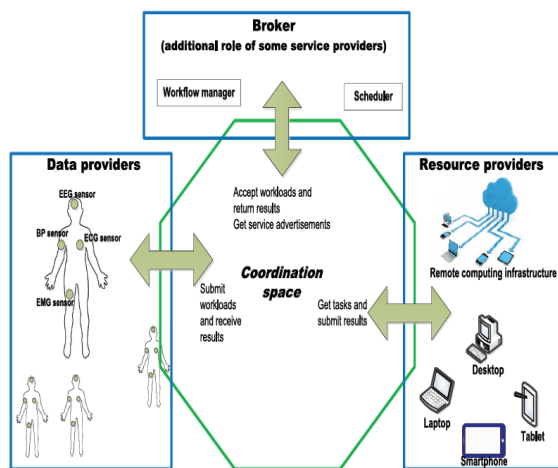 Broker
(additional role of some service providers)
Workflow manager
Scheduler
Data providers
EEG sensor
BP sensor
ECG sensor
EMG sensor
Accept workloads and
return results
Get service advertisements
Coordination
space
Submit
workloads
and receive
results
Get tasks and
submit results
Resource providers
Remote computing infrastructure
Desktop
Laptop
Tablet
Smartphone